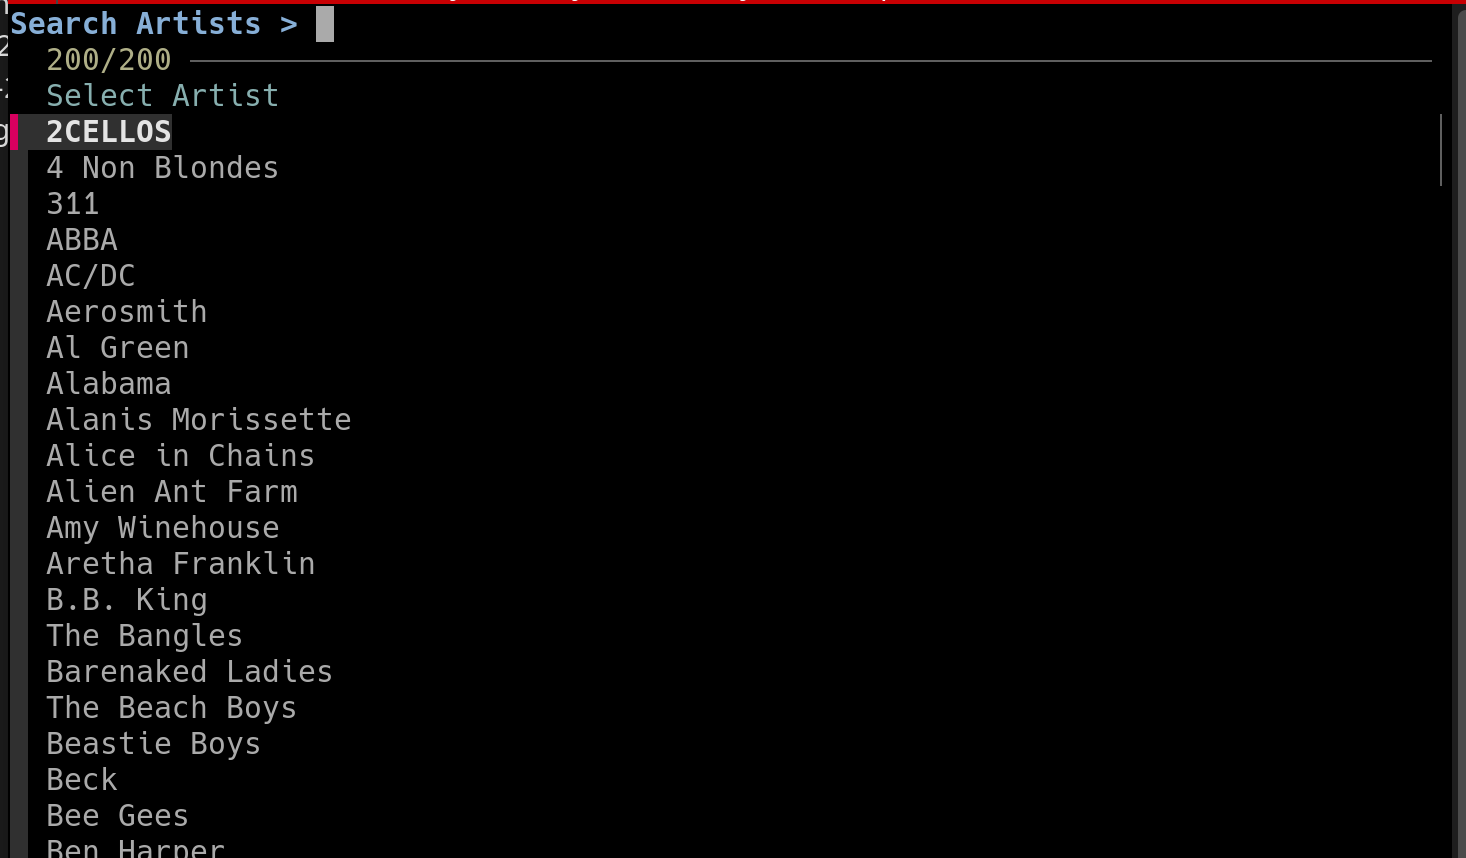 Search Artists >
200/200
Select Artist
2CELLOS
4 Non Blondes
311
ABBA
AC/DC
Aerosmith
Al Green
Alabama
Alanis Morissette
Alice in Chains
Alien Ant Farm
Amy Winehouse
Aretha Franklin
B.B. King
The Bangles
Barenaked Ladies
The Beach Boys
Beastie Boys
Beck
Bee Gees
Ben Harper